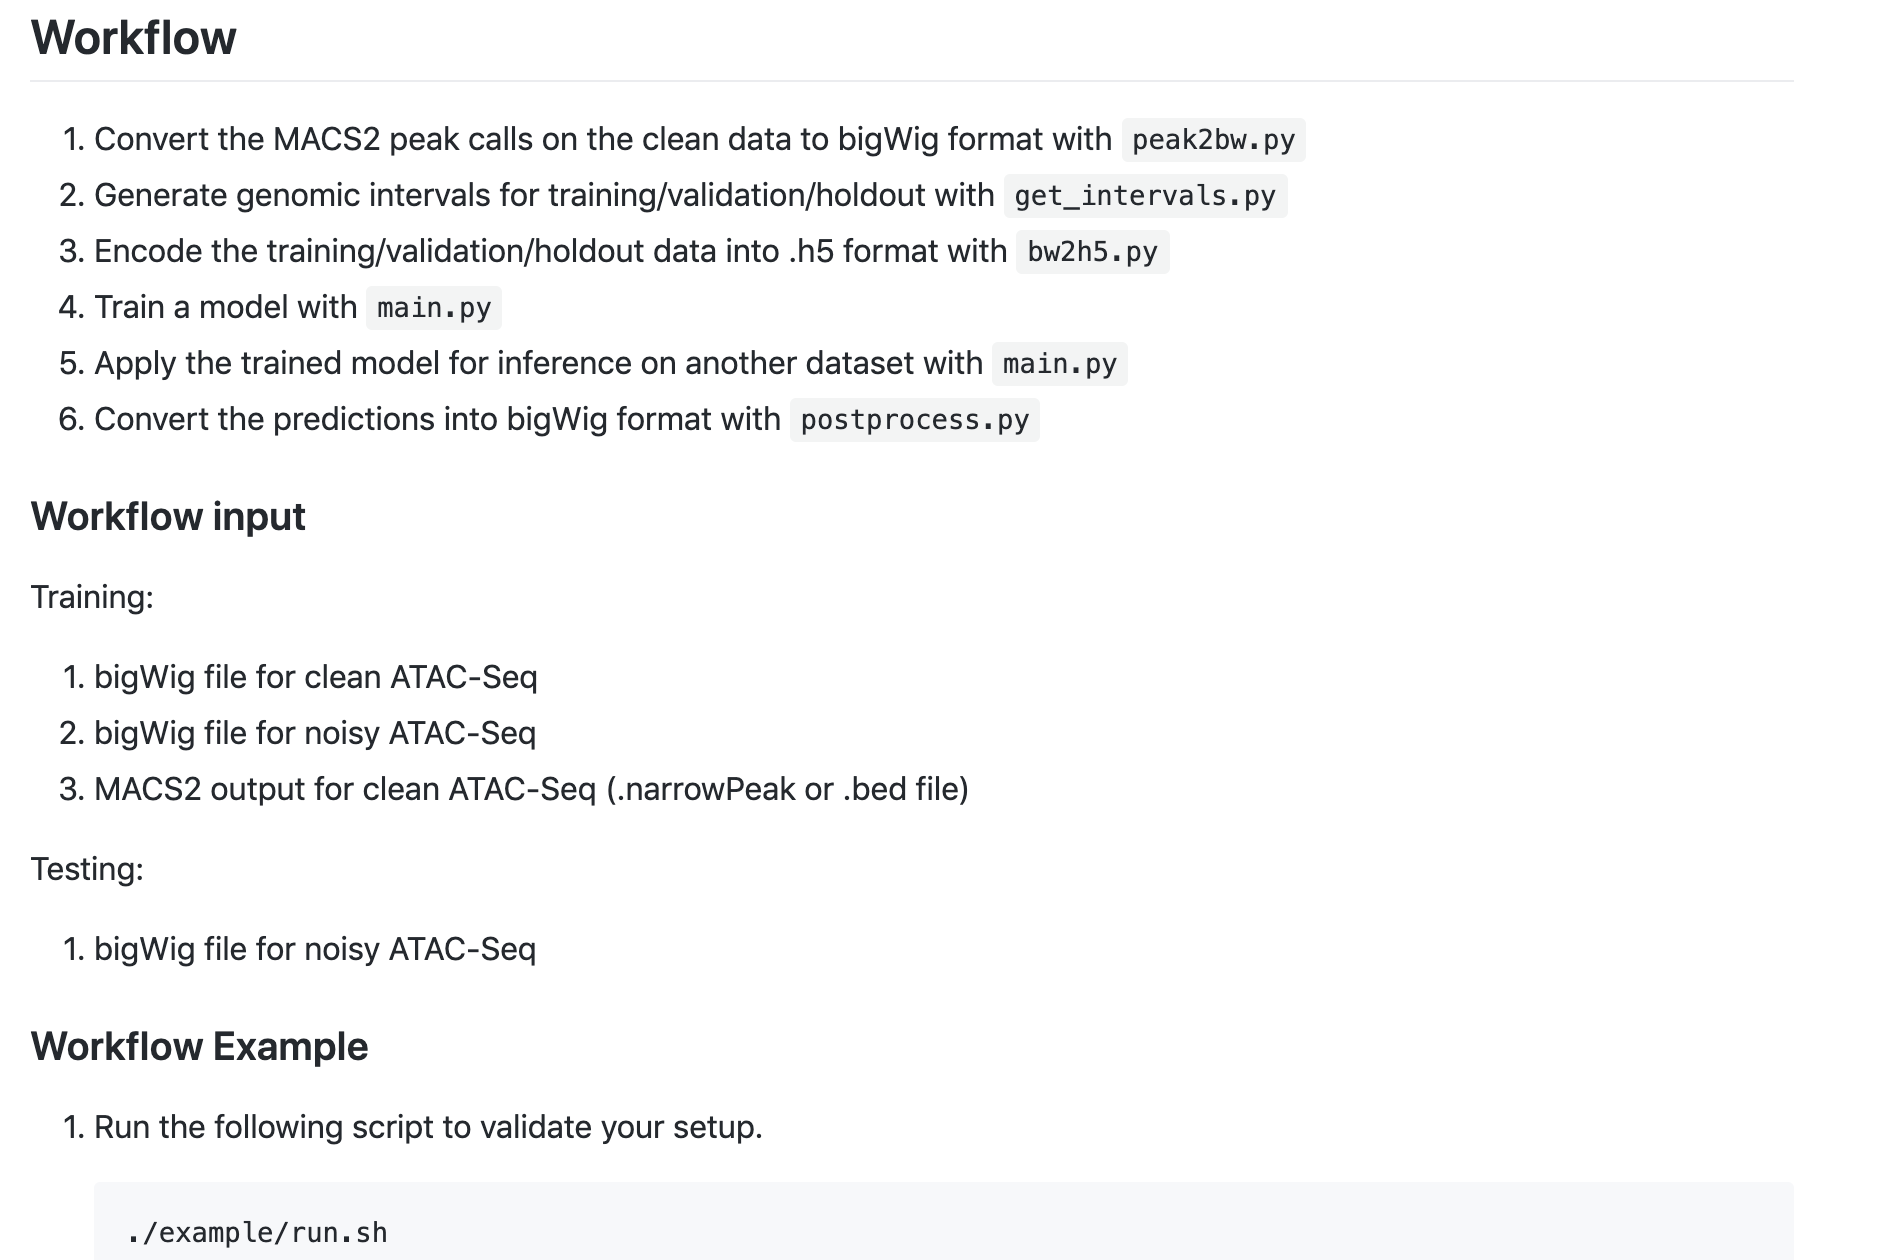 Workflow
1. Convert the MACS2 peak calls on the clean data to bigWig format with peak2bw.py
2. Generate genomic intervals for training/validation/holdout with get_intervals.py
3. Encode the training/validation/holdout data into .h5 format with bw2h5.py
4. Train a model with main.py
5. Apply the trained model for inference on another dataset with main.py
6. Convert the predictions into bigWig format with postprocess.py
Workflow input
Training:
1. bigWig file for clean ATAC-Seq
2. bigWig file for noisy ATAC-Seq
3. MACS2 output for clean ATAC-Seq (.narrowPeak or .bed file)
Testing:
1. bigWig file for noisy ATAC-Seq
Workflow Example
1. Run the following script to validate your setup.
./example/run.sh